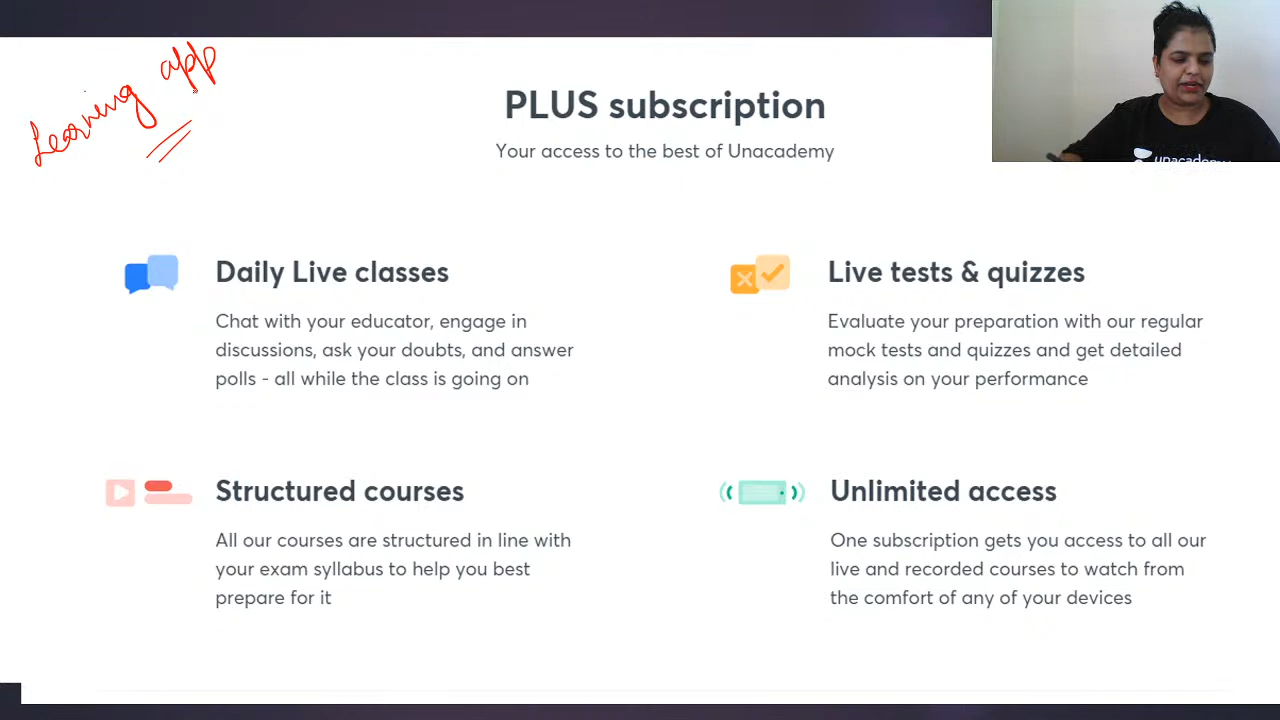 Learning app
PLUS subscription
Your access to the best of Unacademy
unacademy
Daily Live classes
Chat with your educator, engage in
discussions, ask your doubts, and answer
polls - all while the class is going on
Live tests & quizzes
Evaluate your preparation with our regular
mock tests and quizzes and get detailed
analysis on your performance
Structured courses
All our courses are structured in line with
your exam syllabus to help you best
prepare for it
Unlimited access
One subscription gets you access to all our
live and recorded courses to watch from
the comfort of any of your devices